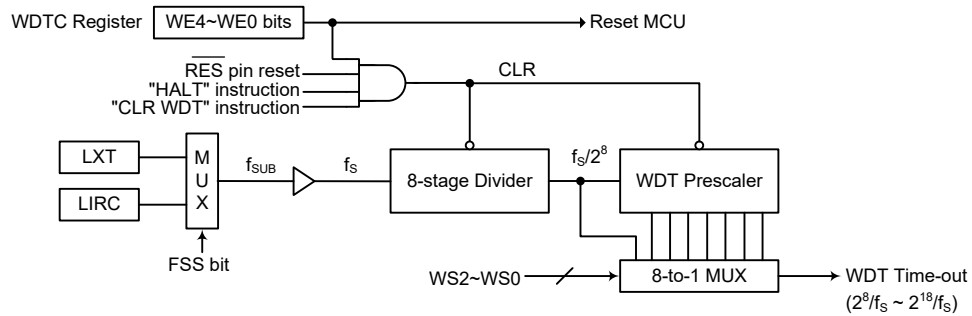 WDTC Register
WE4~WE0 bits
Reset MCU
RES pin reset
"HALT" instruction
"CLR WDT" instruction
CLR
LXT
LIRC
M
U
X
fSUB
fS
8-stage Divider
fS/2⁸
WDT Prescaler
FSS bit
WS2~WS0
8-to-1 MUX
WDT Time-out
(2⁸/fS ~ 2¹⁸/fS)